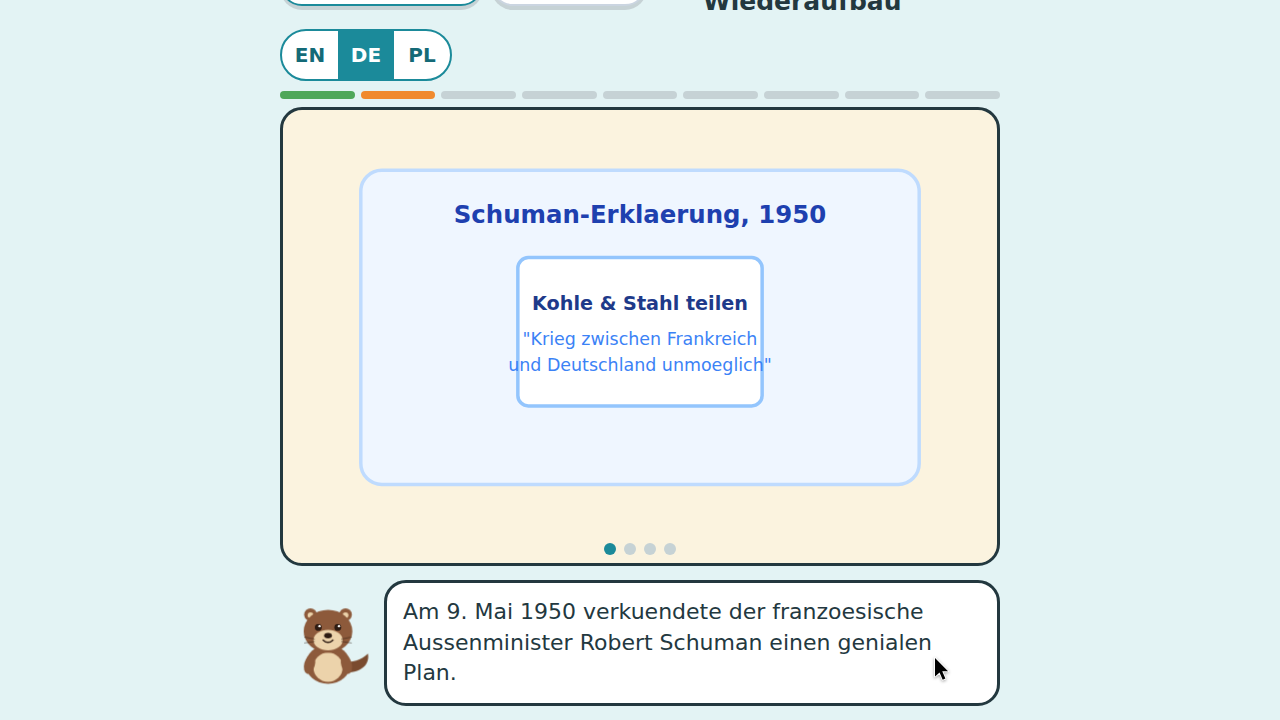 Wiederaufbau
EN DE PL
Schuman-Erklaerung, 1950
Kohle & Stahl teilen
"Krieg zwischen Frankreich
und Deutschland unmoeglich"
Am 9. Mai 1950 verkuendete der franzoesische
Aussenminister Robert Schuman einen genialen
Plan.